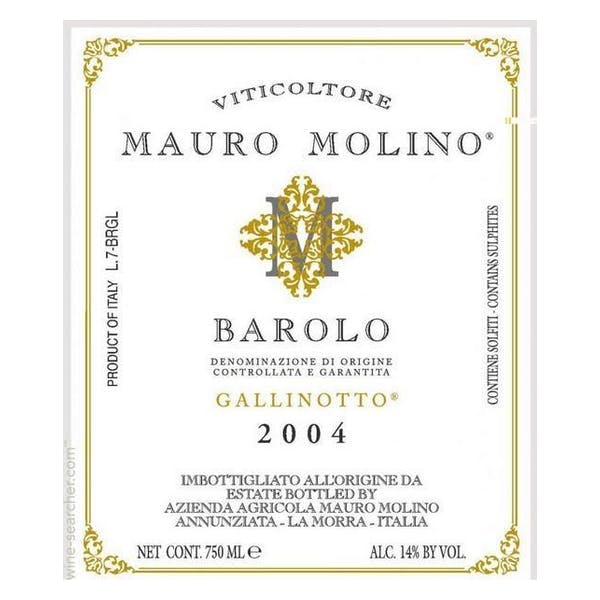 VITICOLTORE
MAURO MOLINO®
M
BAROLO
DENOMINAZIONE DI ORIGINE
CONTROLLATA E GARANTITA
GALLINOTTO®
2004
IMBOTTIGLIATO ALL'ORIGINE DA
ESTATE BOTTLED BY
AZIENDA AGRICOLA MAURO MOLINO
ANNUNZIATA - LA MORRA - ITALIA
NET CONT. 750 ML ℮
ALC. 14% BY VOL.
PRODUCT OF ITALY L.7-BRGL
CONTIENE SOLFITI - CONTAINS SULPHITES
wine-searcher.com™